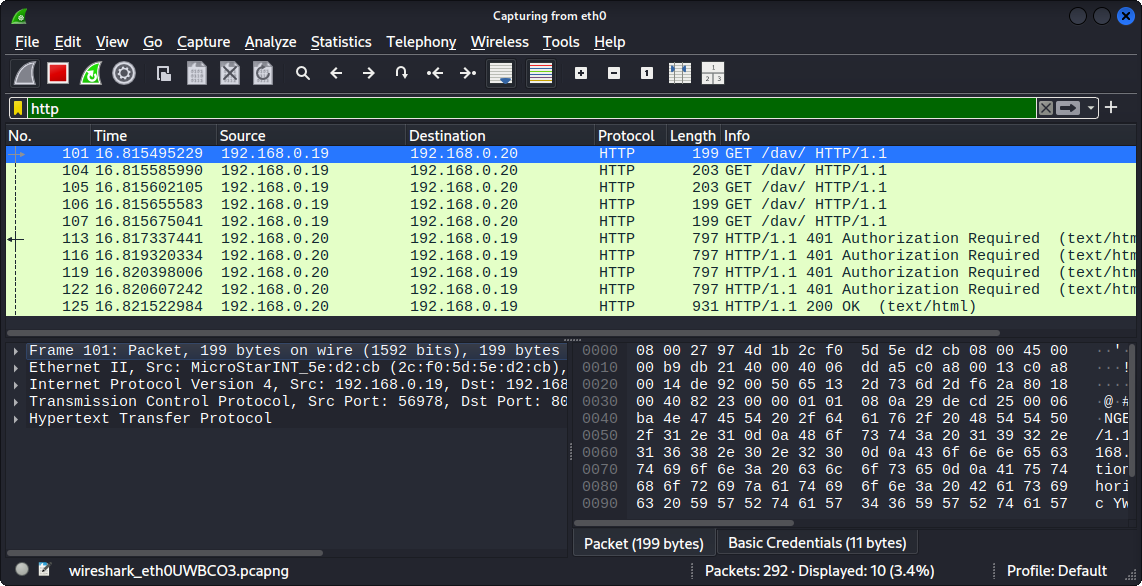 Capturing from eth0
File Edit View Go Capture Analyze Statistics Telephony Wireless Tools Help
http
No. Time Source Destination Protocol Length Info
101 16.815495229 192.168.0.19 192.168.0.20 HTTP 199 GET /dav/ HTTP/1.1
104 16.815585990 192.168.0.19 192.168.0.20 HTTP 203 GET /dav/ HTTP/1.1
105 16.815602105 192.168.0.19 192.168.0.20 HTTP 203 GET /dav/ HTTP/1.1
106 16.815655583 192.168.0.19 192.168.0.20 HTTP 199 GET /dav/ HTTP/1.1
107 16.815675041 192.168.0.19 192.168.0.20 HTTP 199 GET /dav/ HTTP/1.1
113 16.817337441 192.168.0.20 192.168.0.19 HTTP 797 HTTP/1.1 401 Authorization Required (text/htm
116 16.819320334 192.168.0.20 192.168.0.19 HTTP 797 HTTP/1.1 401 Authorization Required (text/htm
119 16.820398006 192.168.0.20 192.168.0.19 HTTP 797 HTTP/1.1 401 Authorization Required (text/htm
122 16.820607242 192.168.0.20 192.168.0.19 HTTP 797 HTTP/1.1 401 Authorization Required (text/htm
125 16.821522984 192.168.0.20 192.168.0.19 HTTP 931 HTTP/1.1 200 OK (text/html)
Frame 101: Packet, 199 bytes on wire (1592 bits), 199 bytes
Ethernet II, Src: MicroStarINT_5e:d2:cb (2c:f0:5d:5e:d2:cb),
Internet Protocol Version 4, Src: 192.168.0.19, Dst: 192.168
Transmission Control Protocol, Src Port: 56978, Dst Port: 80
Hypertext Transfer Protocol
0000 08 00 27 97 4d 1b 2c f0 5d 5e d2 cb 08 00 45 00 ··'·
0010 00 b9 db 21 40 00 40 06 dd a5 c0 a8 00 13 c0 a8 ····
0020 00 14 de 92 00 50 65 13 2d 73 6d 2d f6 2a 80 18 ····
0030 00 40 82 23 00 00 01 01 08 0a 29 de cd 25 00 06 ·@·#
0040 ba 4e 47 45 54 20 2f 64 61 76 2f 20 48 54 54 50 ·NGE
0050 2f 31 2e 31 0d 0a 48 6f 73 74 3a 20 31 39 32 2e /1.1
0060 31 36 38 2e 30 2e 32 30 0d 0a 43 6f 6e 6e 65 63 168.
0070 74 69 6f 6e 3a 20 63 6c 6f 73 65 0d 0a 41 75 74 tion
0080 68 6f 72 69 7a 61 74 69 6f 6e 3a 20 42 61 73 69 hori
0090 63 20 59 57 52 74 61 57 34 36 59 57 52 74 61 57 c YW
Packet (199 bytes) Basic Credentials (11 bytes)
wireshark_eth0UWBCO3.pcapng Packets: 292 · Displayed: 10 (3.4%) Profile: Default